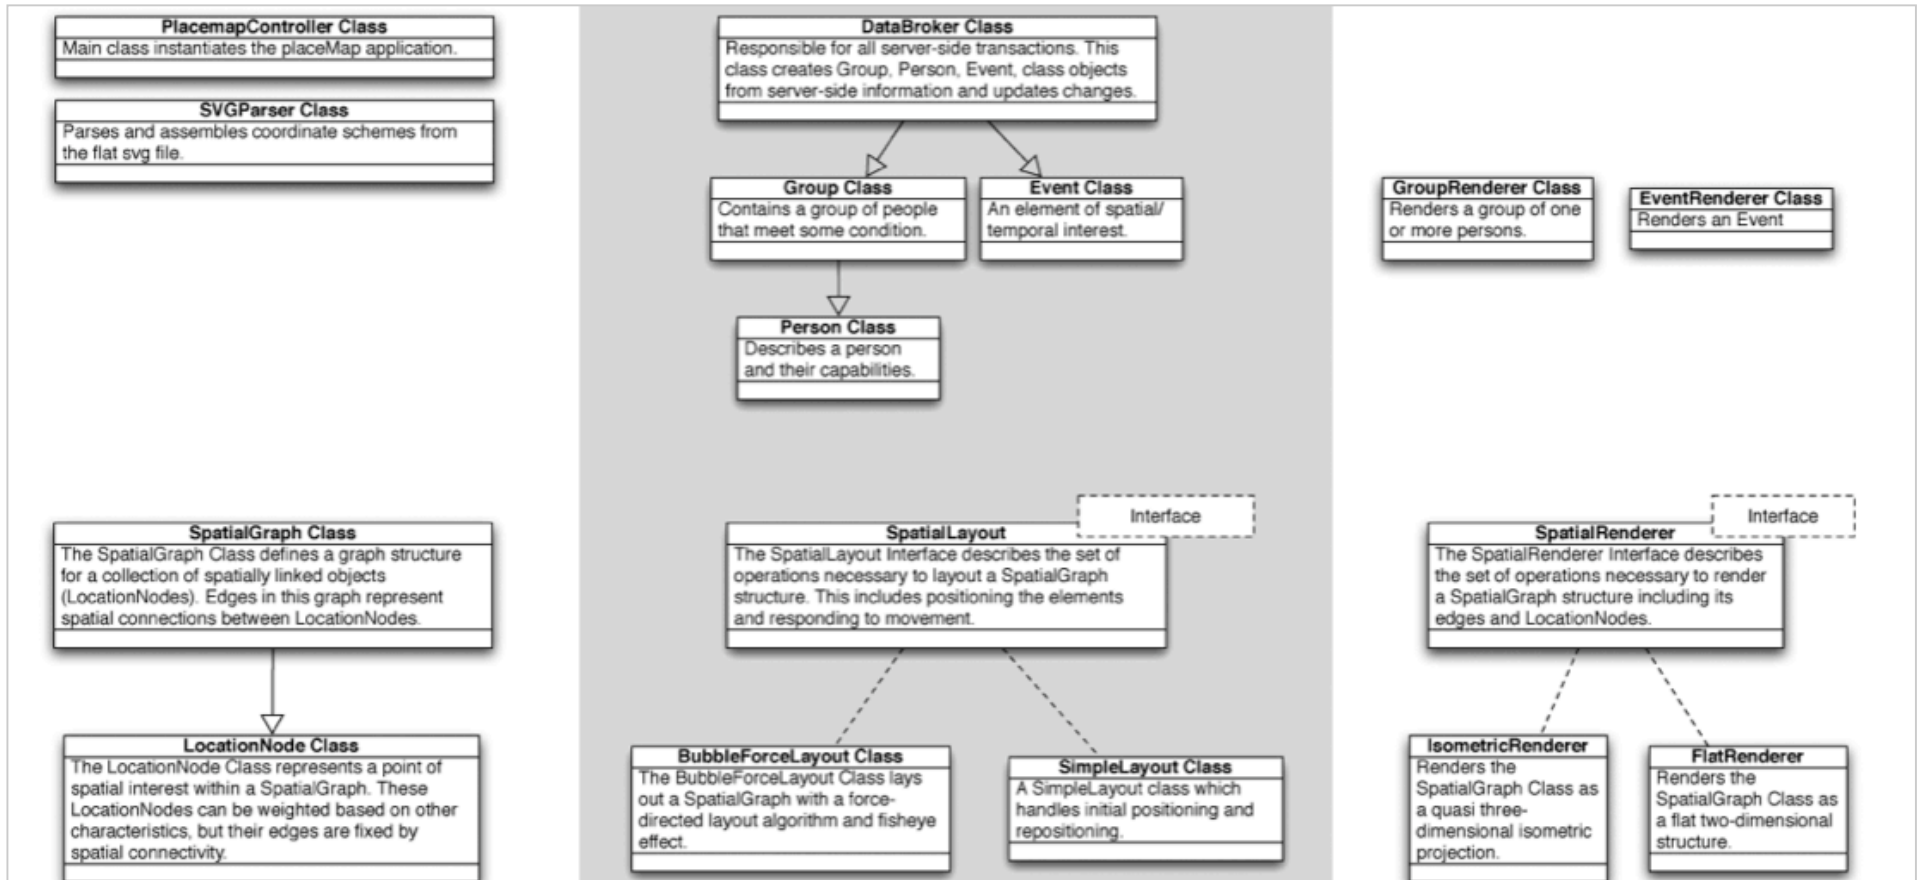 PlacemapController Class
Main class instantiates the placeMap application.
SVGParser Class
Parses and assembles coordinate schemes from
the flat svg file.
DataBroker Class
Responsible for all server-side transactions. This
class creates Group, Person, Event, class objects
from server-side information and updates changes.
Group Class
Contains a group of people
that meet some condition.
Event Class
An element of spatial/
temporal interest.
Person Class
Describes a person
and their capabilities.
GroupRenderer Class
Renders a group of one
or more persons.
EventRenderer Class
Renders an Event
SpatialGraph Class
The SpatialGraph Class defines a graph structure
for a collection of spatially linked objects
(LocationNodes). Edges in this graph represent
spatial connections between LocationNodes.
LocationNode Class
The LocationNode Class represents a point of
spatial interest within a SpatialGraph. These
LocationNodes can be weighted based on other
characteristics, but their edges are fixed by
spatial connectivity.
Interface
SpatialLayout
The SpatialLayout Interface describes the set of
operations necessary to layout a SpatialGraph
structure. This includes positioning the elements
and responding to movement.
BubbleForceLayout Class
The BubbleForceLayout Class lays
out a SpatialGraph with a force-
directed layout algorithm and fisheye
effect.
SimpleLayout Class
A SimpleLayout class which
handles initial positioning and
repositioning.
Interface
SpatialRenderer
The SpatialRenderer Interface describes
the set of operations necessary to render
a SpatialGraph structure including its
edges and LocationNodes.
IsometricRenderer
Renders the
SpatialGraph Class as
a quasi three-
dimensional isometric
projection.
FlatRenderer
Renders the
SpatialGraph Class as
a flat two-dimensional
structure.